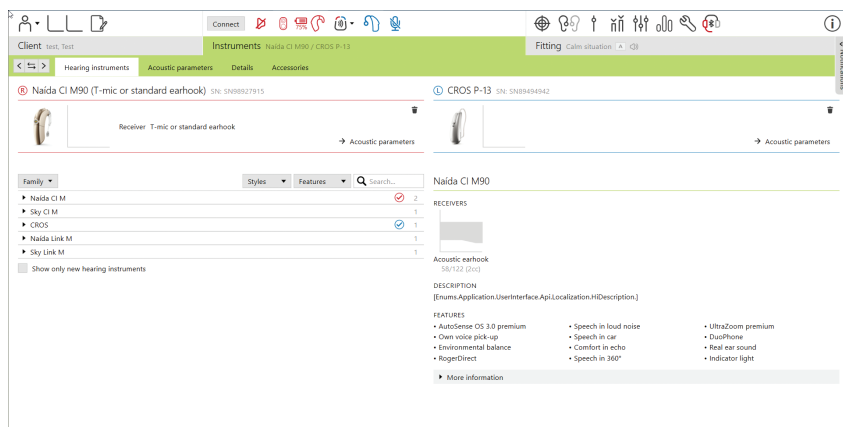 Connect
75%
Client test, Test
Instruments Naída CI M90 / CROS P-13
Fitting Calm situation A
Notifications
Hearing instruments Acoustic parameters Details Accessories
R Naída CI M90 (T-mic or standard earhook) SN: SN98927915
L CROS P-13 SN: SN89494942
Receiver T-mic or standard earhook
→ Acoustic parameters
→ Acoustic parameters
Family Styles Features Search...
Naída CI M 2
Sky CI M 1
CROS 1
Naída Link M 1
Sky Link M 1
Show only new hearing instruments
Naída CI M90
RECEIVERS
Acoustic earhook
58/122 (2cc)
DESCRIPTION
[Enums.Application.UserInterface.Api.Localization.HiDescription.]
FEATURES
• AutoSense OS 3.0 premium
• Own voice pick-up
• Environmental balance
• RogerDirect
• Speech in loud noise
• Speech in car
• Comfort in echo
• Speech in 360°
• UltraZoom premium
• DuoPhone
• Real ear sound
• Indicator light
More information